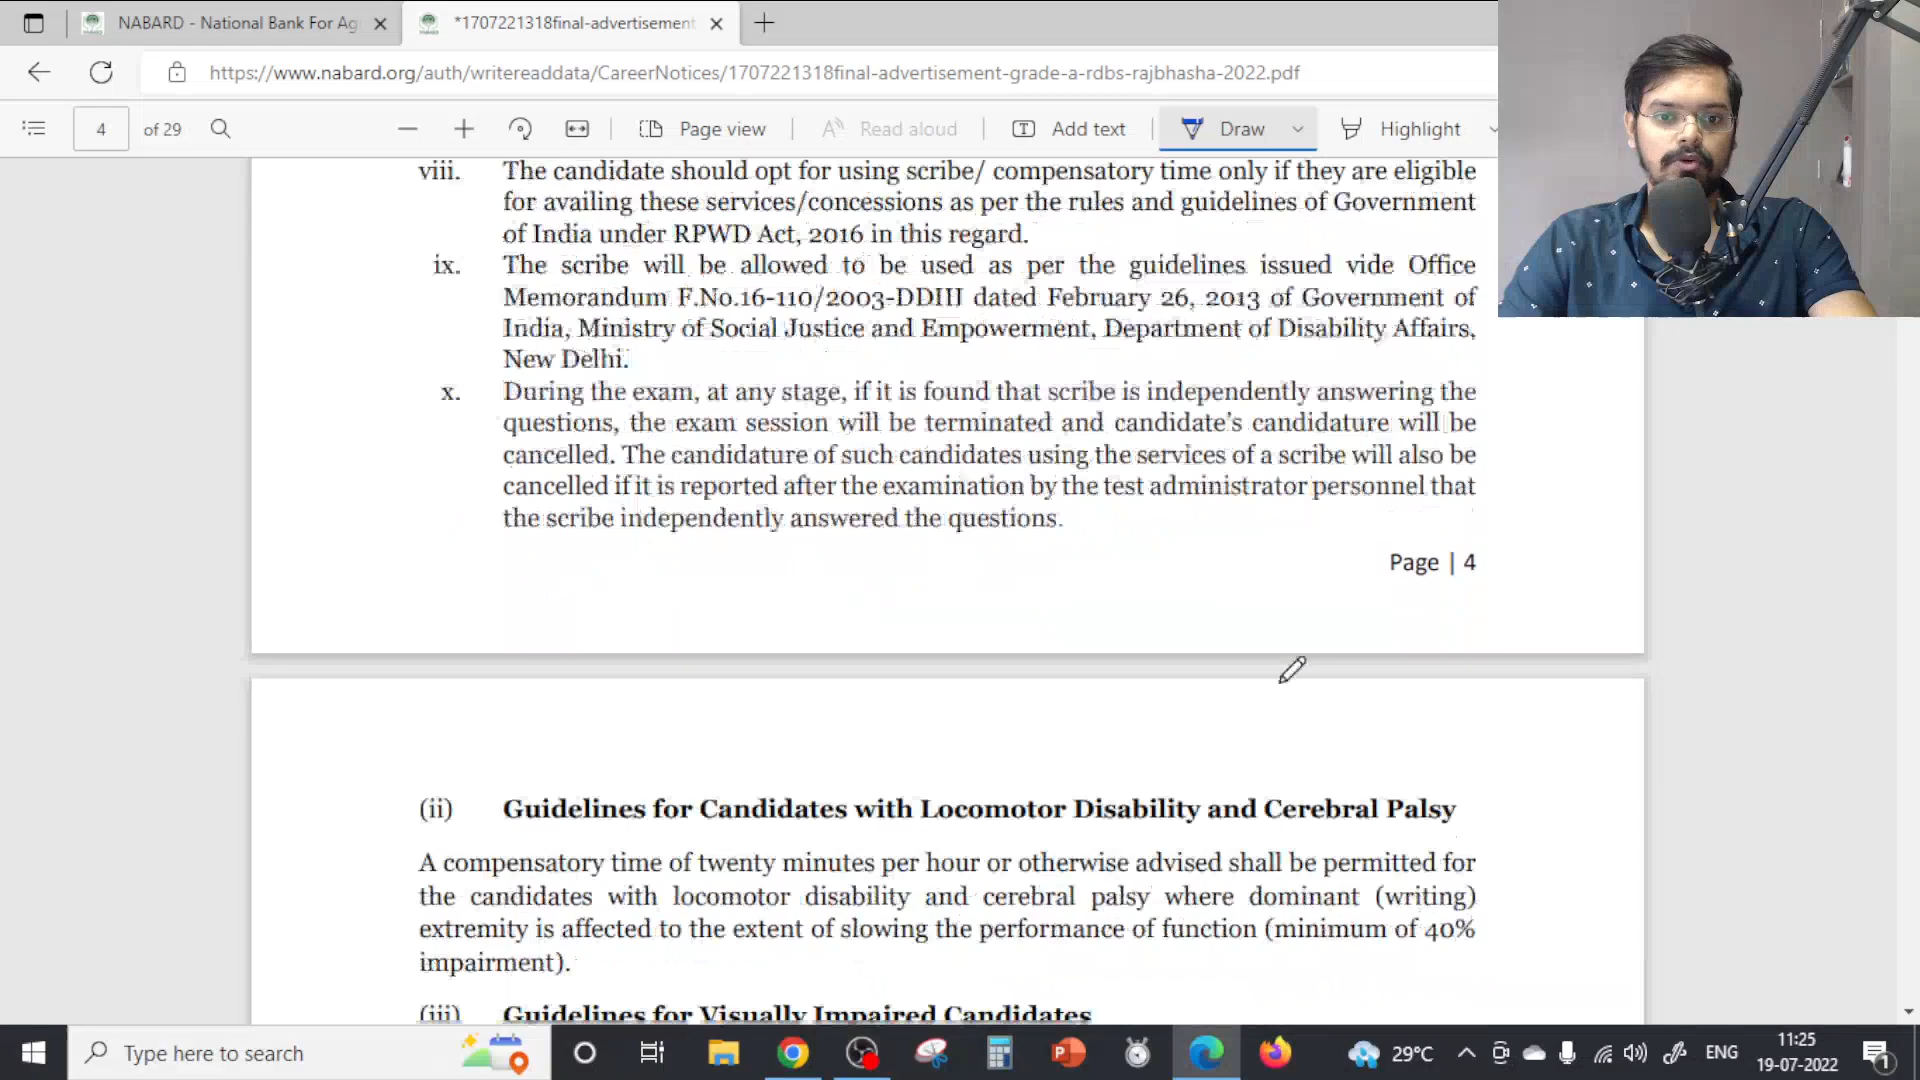 NABARD - National Bank For Ag
*1707221318final-advertisement
https://www.nabard.org/auth/writereaddata/CareerNotices/1707221318final-advertisement-grade-a-rdbs-rajbhasha-2022.pdf
4 of 29 Page view Read aloud Add text Draw Highlight
viii. The candidate should opt for using scribe/ compensatory time only if they are eligible
for availing these services/concessions as per the rules and guidelines of Government
of India under RPWD Act, 2016 in this regard.
ix. The scribe will be allowed to be used as per the guidelines issued vide Office
Memorandum F.No.16-110/2003-DDIII dated February 26, 2013 of Government of
India, Ministry of Social Justice and Empowerment, Department of Disability Affairs,
New Delhi.
x. During the exam, at any stage, if it is found that scribe is independently answering the
questions, the exam session will be terminated and candidate's candidature will be
cancelled. The candidature of such candidates using the services of a scribe will also be
cancelled if it is reported after the examination by the test administrator personnel that
the scribe independently answered the questions.
Page | 4
(ii) Guidelines for Candidates with Locomotor Disability and Cerebral Palsy
A compensatory time of twenty minutes per hour or otherwise advised shall be permitted for
the candidates with locomotor disability and cerebral palsy where dominant (writing)
extremity is affected to the extent of slowing the performance of function (minimum of 40%
impairment).
(iii) Guidelines for Visually Impaired Candidates
Type here to search
29°C
ENG
11:25
19-07-2022
1